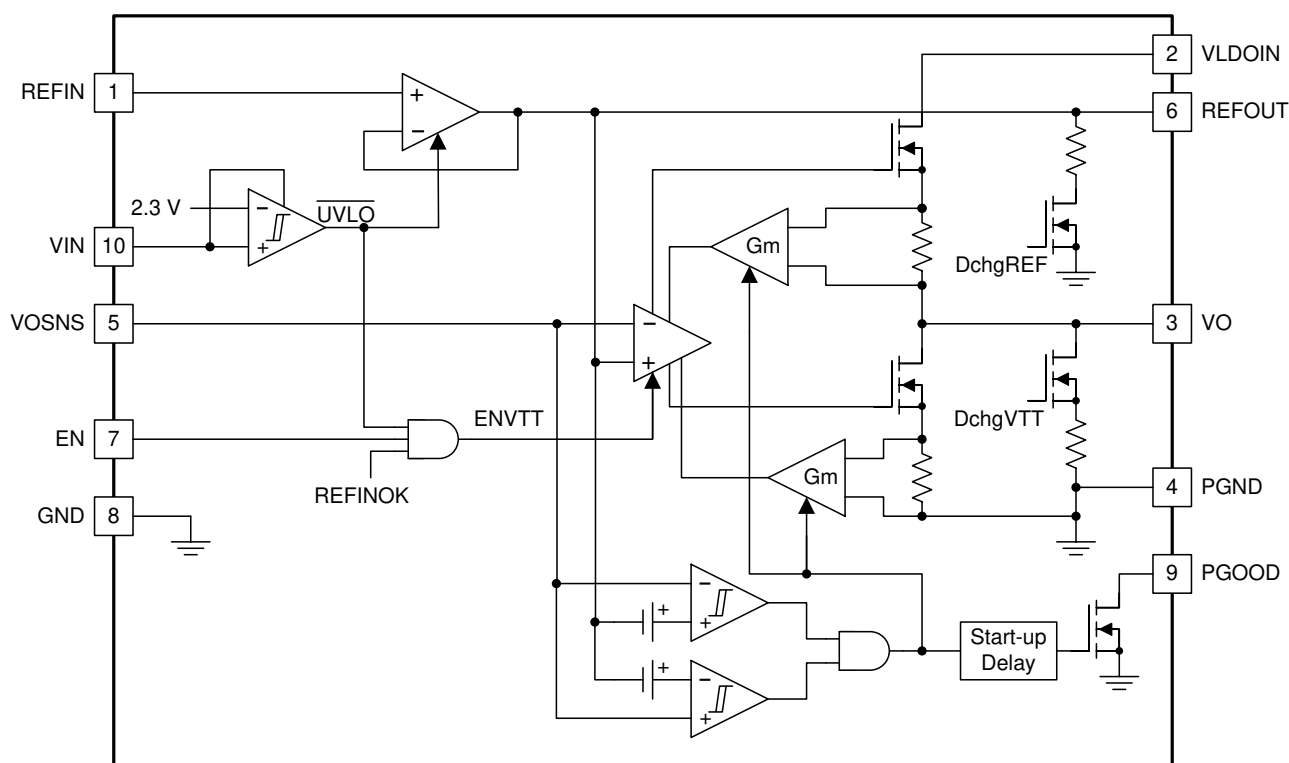 2 VLDOIN
REFIN 1
+
−
6 REFOUT
2.3 V
−
+
UVLO
VIN 10
Gm
DchgREF
VOSNS 5
−
+
3 VO
EN 7
ENVTT
DchgVTT
REFINOK
Gm
4 PGND
GND 8
9 PGOOD
−
+
+
Start-up
Delay
+
−
+